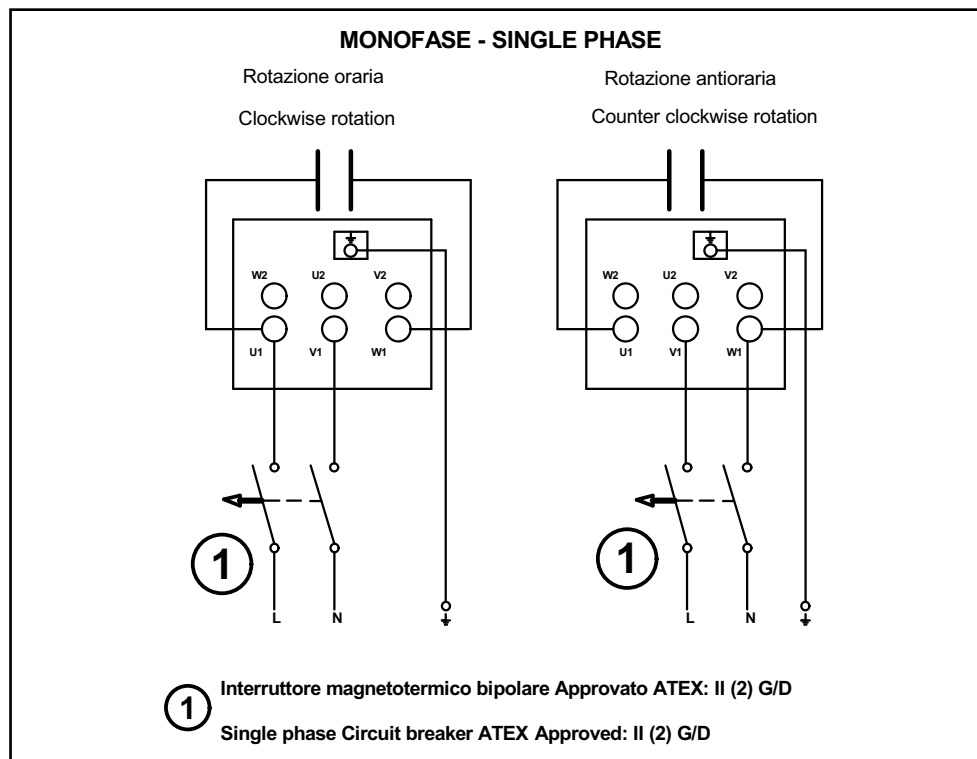 MONOFASE - SINGLE PHASE
Rotazione oraria
Clockwise rotation
W2 U2 V2
U1 V1 W1
1
L N
Rotazione antioraria
Counter clockwise rotation
W2 U2 V2
U1 V1 W1
1
L N
1
Interruttore magnetotermico bipolare Approvato ATEX: II (2) G/D
Single phase Circuit breaker ATEX Approved: II (2) G/D